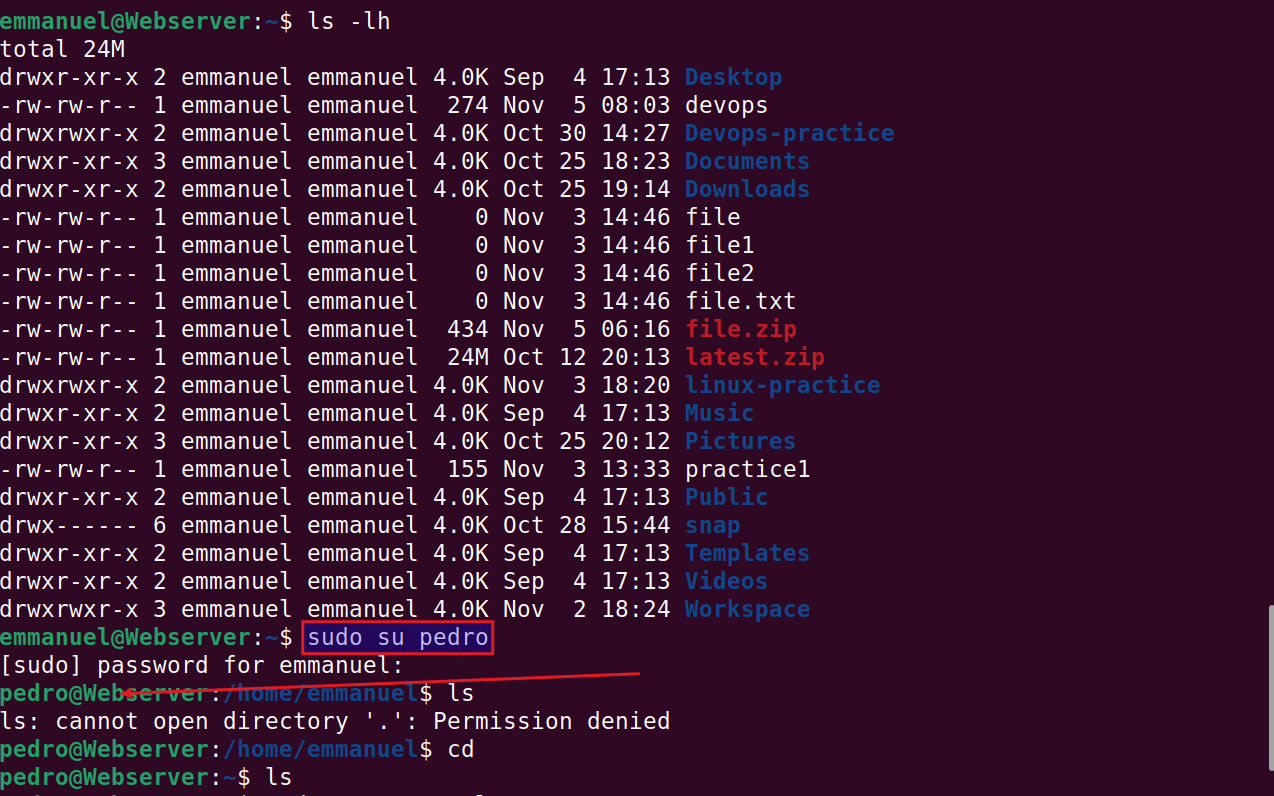 emmanuel@Webserver:~$ ls -lh
total 24M
drwxr-xr-x 2 emmanuel emmanuel 4.0K Sep  4 17:13 Desktop
-rw-rw-r-- 1 emmanuel emmanuel  274 Nov  5 08:03 devops
drwxrwxr-x 2 emmanuel emmanuel 4.0K Oct 30 14:27 Devops-practice
drwxr-xr-x 3 emmanuel emmanuel 4.0K Oct 25 18:23 Documents
drwxr-xr-x 2 emmanuel emmanuel 4.0K Oct 25 19:14 Downloads
-rw-rw-r-- 1 emmanuel emmanuel    0 Nov  3 14:46 file
-rw-rw-r-- 1 emmanuel emmanuel    0 Nov  3 14:46 file1
-rw-rw-r-- 1 emmanuel emmanuel    0 Nov  3 14:46 file2
-rw-rw-r-- 1 emmanuel emmanuel    0 Nov  3 14:46 file.txt
-rw-rw-r-- 1 emmanuel emmanuel  434 Nov  5 06:16 file.zip
-rw-rw-r-- 1 emmanuel emmanuel  24M Oct 12 20:13 latest.zip
drwxrwxr-x 2 emmanuel emmanuel 4.0K Nov  3 18:20 linux-practice
drwxr-xr-x 2 emmanuel emmanuel 4.0K Sep  4 17:13 Music
drwxr-xr-x 3 emmanuel emmanuel 4.0K Oct 25 20:12 Pictures
-rw-rw-r-- 1 emmanuel emmanuel  155 Nov  3 13:33 practice1
drwxr-xr-x 2 emmanuel emmanuel 4.0K Sep  4 17:13 Public
drwx------ 6 emmanuel emmanuel 4.0K Oct 28 15:44 snap
drwxr-xr-x 2 emmanuel emmanuel 4.0K Sep  4 17:13 Templates
drwxr-xr-x 2 emmanuel emmanuel 4.0K Sep  4 17:13 Videos
drwxrwxr-x 3 emmanuel emmanuel 4.0K Nov  2 18:24 Workspace
emmanuel@Webserver:~$ sudo su pedro
[sudo] password for emmanuel:
pedro@Webserver:/home/emmanuel$ ls
ls: cannot open directory '.': Permission denied
pedro@Webserver:/home/emmanuel$ cd
pedro@Webserver:~$ ls